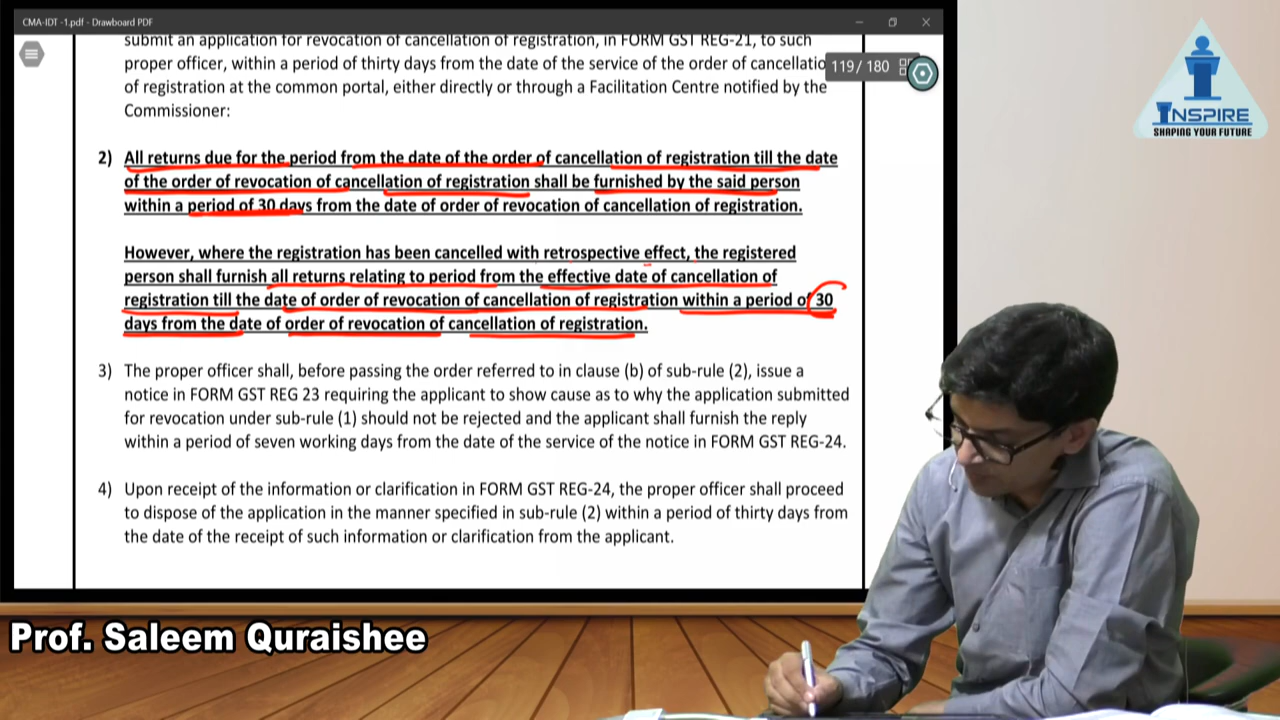 CMA-IDT -1.pdf - Drawboard PDF
submit an application for revocation of cancellation of registration, in FORM GST REG-21, to such
proper officer, within a period of thirty days from the date of the service of the order of cancellatio
119 / 180
of registration at the common portal, either directly or through a Facilitation Centre notified by the
Commissioner:
INSPIRE
SHAPING YOUR FUTURE
2) All returns due for the period from the date of the order of cancellation of registration till the date
of the order of revocation of cancellation of registration shall be furnished by the said person
within a period of 30 days from the date of order of revocation of cancellation of registration.
However, where the registration has been cancelled with retrospective effect, the registered
person shall furnish all returns relating to period from the effective date of cancellation of
registration till the date of order of revocation of cancellation of registration within a period of 30
days from the date of order of revocation of cancellation of registration.
3) The proper officer shall, before passing the order referred to in clause (b) of sub-rule (2), issue a
notice in FORM GST REG 23 requiring the applicant to show cause as to why the application submitted
for revocation under sub-rule (1) should not be rejected and the applicant shall furnish the reply
within a period of seven working days from the date of the service of the notice in FORM GST REG-24.
4) Upon receipt of the information or clarification in FORM GST REG-24, the proper officer shall proceed
to dispose of the application in the manner specified in sub-rule (2) within a period of thirty days from
the date of the receipt of such information or clarification from the applicant.
Prof. Saleem Quraishee